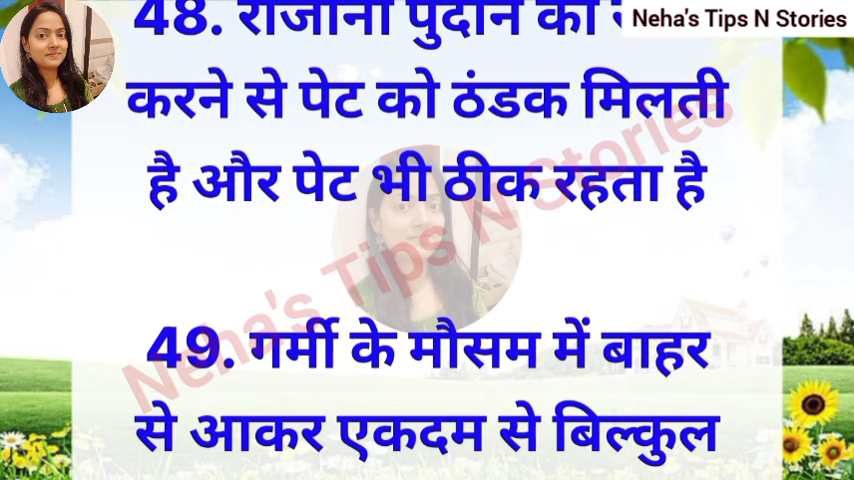 48. रोजाना पुदीने का
Neha's Tips N Stories
करने से पेट को ठंडक मिलती
है और पेट भी ठीक रहता है
Neha's Tips N Stories
49. गर्मी के मौसम में बाहर
से आकर एकदम से बिल्कुल